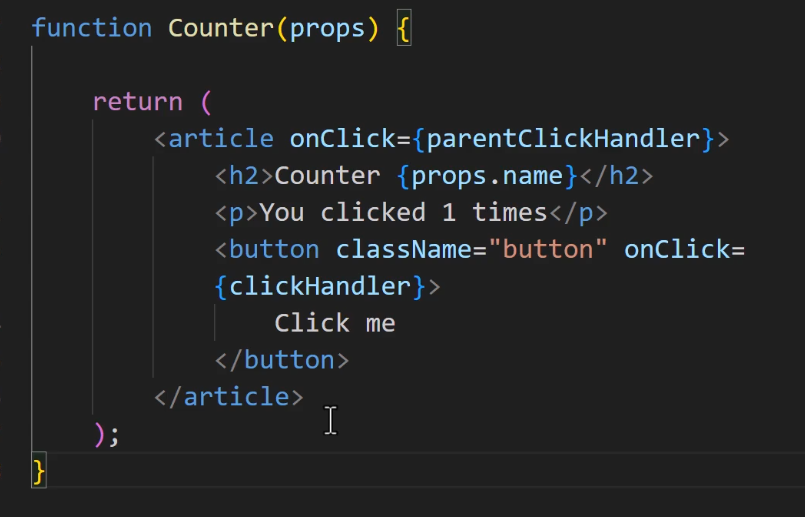 function Counter(props) {
return (
<article onClick={parentClickHandler}>
<h2>Counter {props.name}</h2>
<p>You clicked 1 times</p>
<button className="button" onClick=
{clickHandler}>
Click me
</button>
</article>
);
}